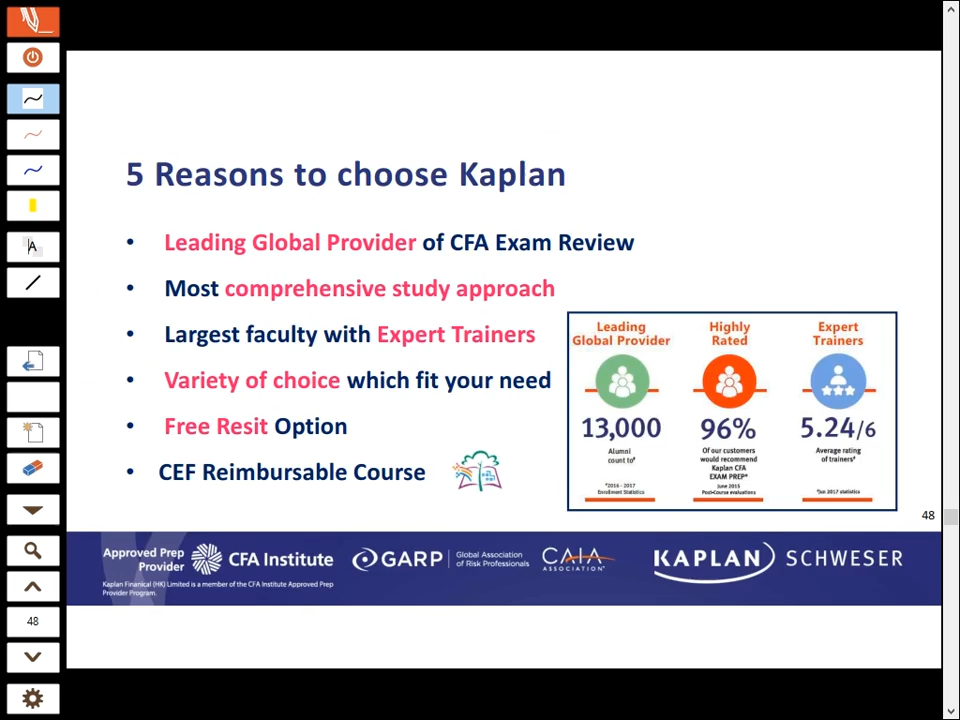 5 Reasons to choose Kaplan
• Leading Global Provider of CFA Exam Review
• Most comprehensive study approach
• Largest faculty with Expert Trainers
• Variety of choice which fit your need
• Free Resit Option
• CEF Reimbursable Course
Leading
Global Provider
13,000
Alumni
count to#
#2016 - 2017
Enrollment Statistics
Highly
Rated
96%
Of our customers
would recommend
Kaplan CFA
EXAM PREP*
June 2015
Post-Course evaluations
Expert
Trainers
5.24/6
Average rating
of trainers#
#Jun 2017 statistics
48
Approved Prep
Provider
CFA Institute
Kaplan Finanical (HK) Limited is a member of the CFA Institute Approved Prep
Provider Program.
GARP
Global Association
of Risk Professionals
CAIA
ASSOCIATION®
KAPLAN SCHWESER
A
48